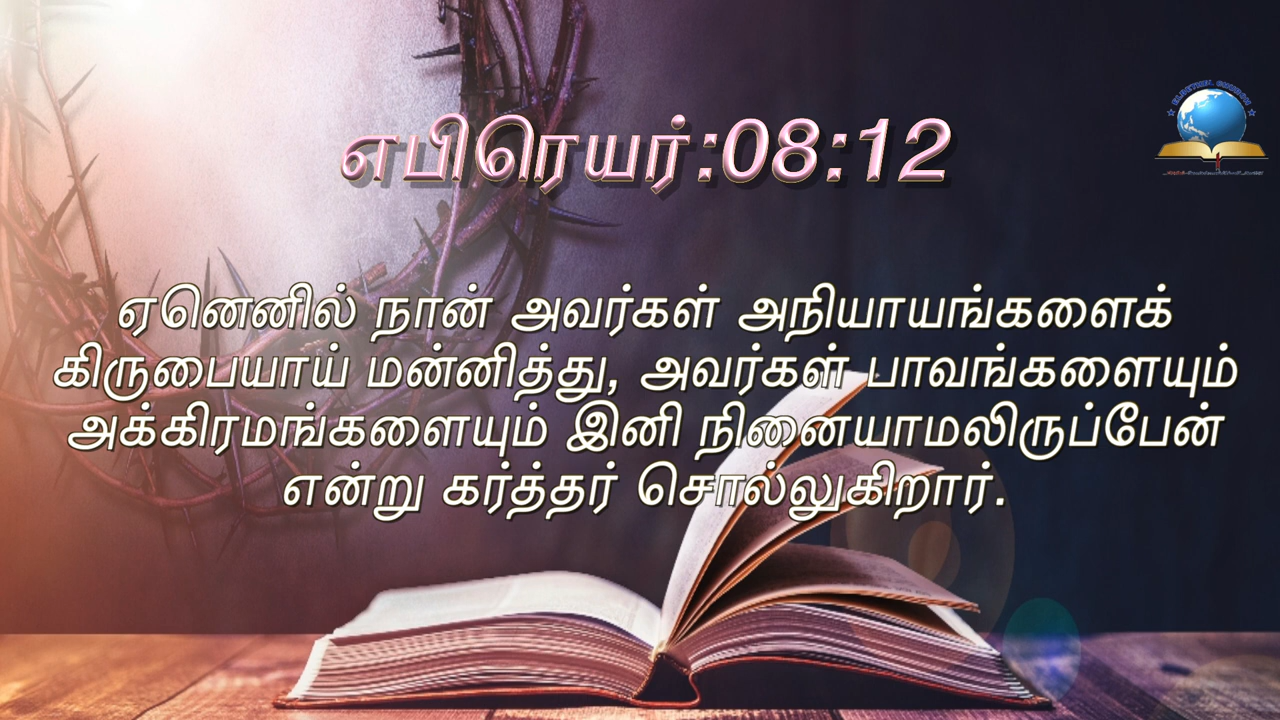 எபிரெயர்:08:12
ஏனெனில் நான் அவர்கள் அநியாயங்களைக்
கிருபையாய் மன்னித்து, அவர்கள் பாவங்களையும்
அக்கிரமங்களையும் இனி நினையாமலிருப்பேன்
என்று கர்த்தர் சொல்லுகிறார்.